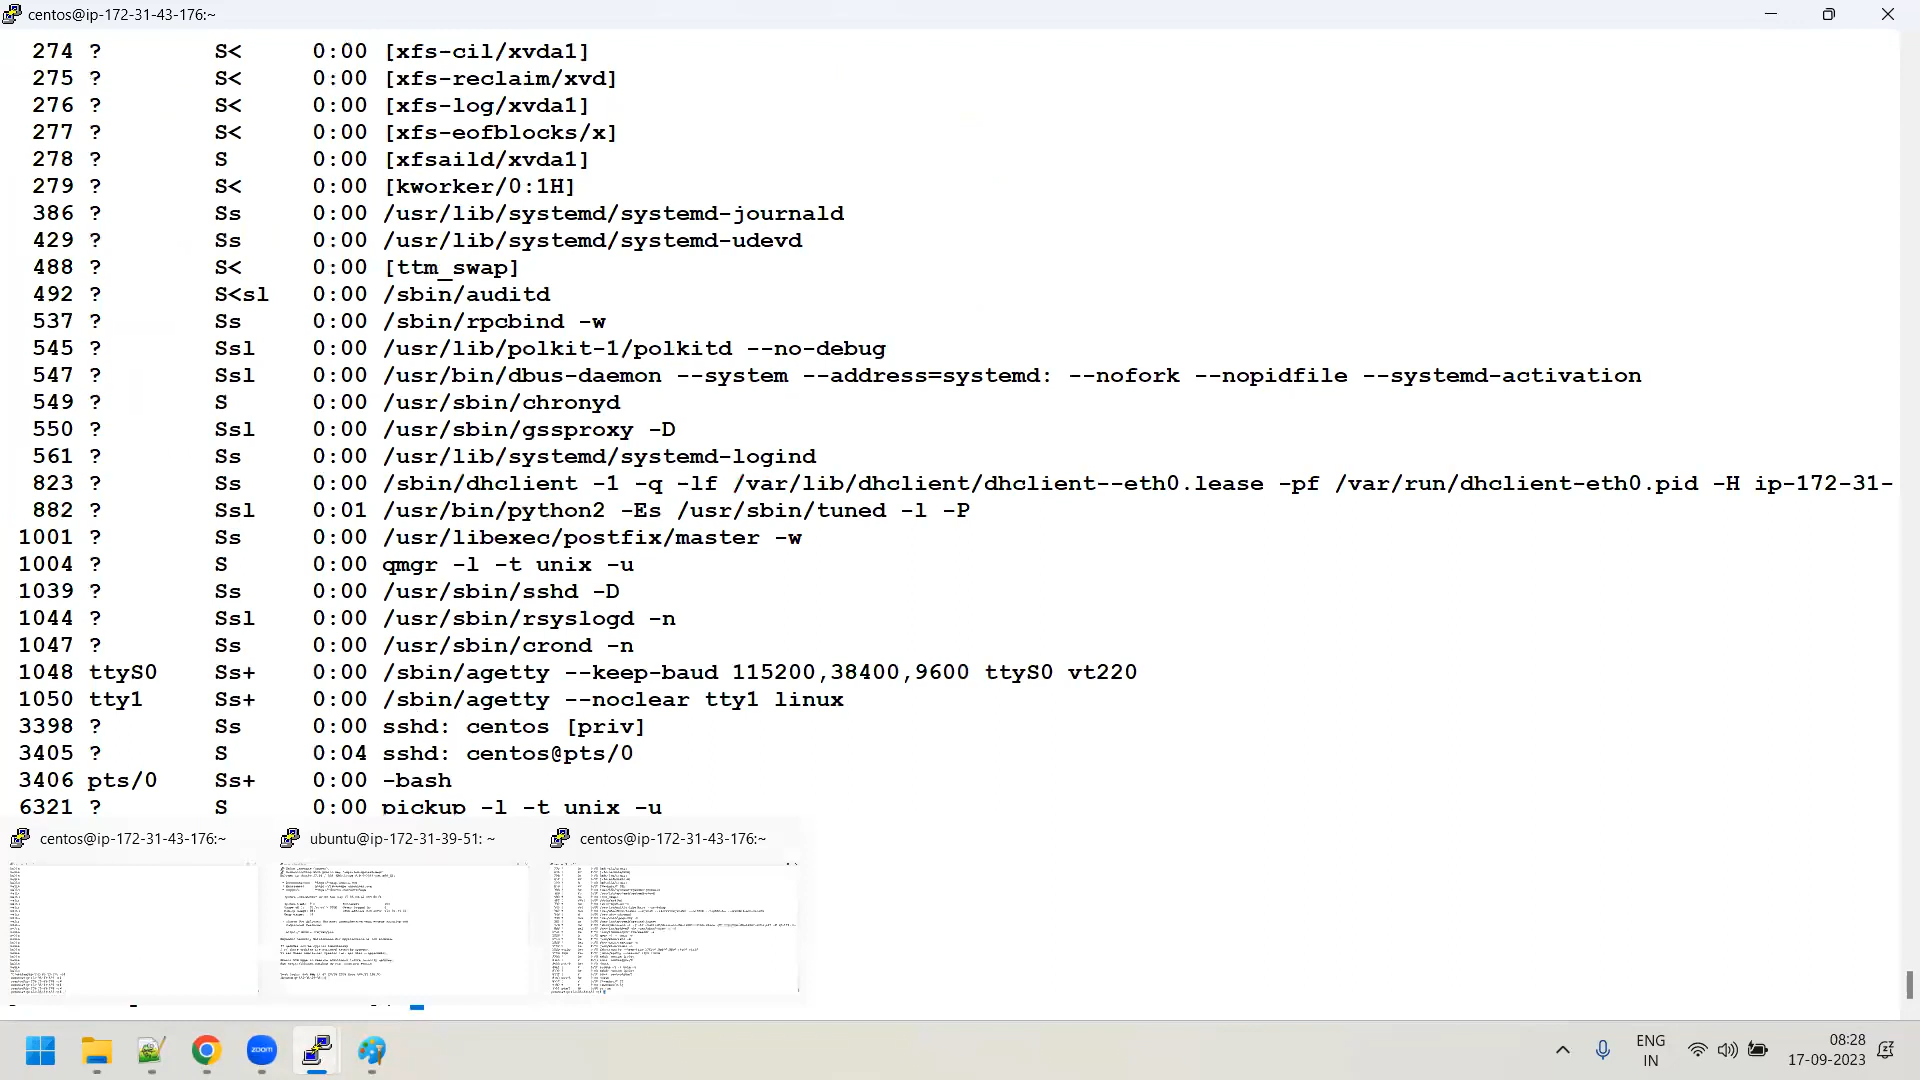 centos@ip-172-31-43-176:~
274 ?        S<     0:00 [xfs-cil/xvda1]
275 ?        S<     0:00 [xfs-reclaim/xvd]
276 ?        S<     0:00 [xfs-log/xvda1]
277 ?        S<     0:00 [xfs-eofblocks/x]
278 ?        S      0:00 [xfsaild/xvda1]
279 ?        S<     0:00 [kworker/0:1H]
386 ?        Ss     0:00 /usr/lib/systemd/systemd-journald
429 ?        Ss     0:00 /usr/lib/systemd/systemd-udevd
488 ?        S<     0:00 [ttm_swap]
492 ?        S<sl   0:00 /sbin/auditd
537 ?        Ss     0:00 /sbin/rpcbind -w
545 ?        Ssl    0:00 /usr/lib/polkit-1/polkitd --no-debug
547 ?        Ssl    0:00 /usr/bin/dbus-daemon --system --address=systemd: --nofork --nopidfile --systemd-activation
549 ?        S      0:00 /usr/sbin/chronyd
550 ?        Ssl    0:00 /usr/sbin/gssproxy -D
561 ?        Ss     0:00 /usr/lib/systemd/systemd-logind
823 ?        Ss     0:00 /sbin/dhclient -1 -q -lf /var/lib/dhclient/dhclient--eth0.lease -pf /var/run/dhclient-eth0.pid -H ip-172-31-
882 ?        Ssl    0:01 /usr/bin/python2 -Es /usr/sbin/tuned -l -P
1001 ?        Ss     0:00 /usr/libexec/postfix/master -w
1004 ?        S      0:00 qmgr -l -t unix -u
1039 ?        Ss     0:00 /usr/sbin/sshd -D
1044 ?        Ssl    0:00 /usr/sbin/rsyslogd -n
1047 ?        Ss     0:00 /usr/sbin/crond -n
1048 ttyS0    Ss+    0:00 /sbin/agetty --keep-baud 115200,38400,9600 ttyS0 vt220
1050 tty1     Ss+    0:00 /sbin/agetty --noclear tty1 linux
3398 ?        Ss     0:00 sshd: centos [priv]
3405 ?        S      0:04 sshd: centos@pts/0
3406 pts/0    Ss+    0:00 -bash
6321 ?        S      0:00 pickup -l -t unix -u
centos@ip-172-31-43-176:~
ubuntu@ip-172-31-39-51: ~
centos@ip-172-31-43-176:~
zoom
ENG
IN
08:28
17-09-2023